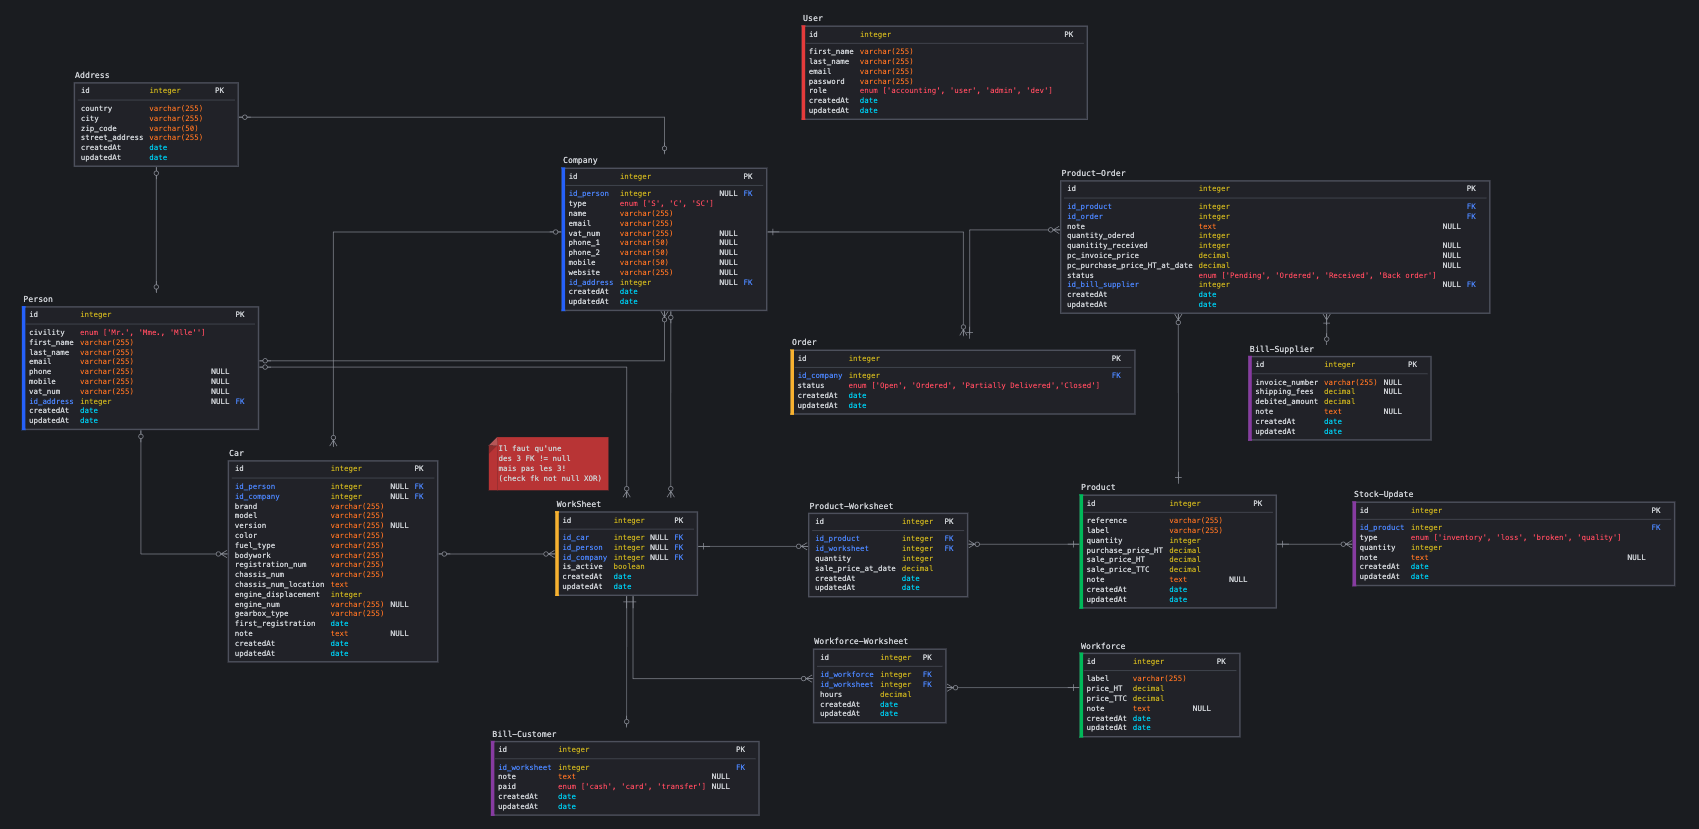 User
id integer PK
first_name varchar(255)
last_name varchar(255)
email varchar(255)
password varchar(255)
role enum ['accounting', 'user', 'admin', 'dev']
createdAt date
updatedAt date
Address
id integer PK
country varchar(255)
city varchar(255)
zip_code varchar(50)
street_address varchar(255)
createdAt date
updatedAt date
Company
id integer PK
id_person integer NULL FK
type enum ['S', 'C', 'SC']
name varchar(255)
email varchar(255)
vat_num varchar(255) NULL
phone_1 varchar(50) NULL
phone_2 varchar(50) NULL
mobile varchar(50) NULL
website varchar(255) NULL
id_address integer NULL FK
createdAt date
updatedAt date
Product-Order
id integer PK
id_product integer FK
id_order integer FK
note text NULL
quantity_odered integer
quanitity_received integer NULL
pc_invoice_price decimal NULL
pc_purchase_price_HT_at_date decimal NULL
status enum ['Pending', 'Ordered', 'Received', 'Back order']
id_bill_supplier integer NULL FK
createdAt date
updatedAt date
Person
id integer PK
civility enum ['Mr.', 'Mme., 'Mlle'']
first_name varchar(255)
last_name varchar(255)
email varchar(255)
phone varchar(255) NULL
mobile varchar(255) NULL
vat_num varchar(255) NULL
id_address integer NULL FK
createdAt date
updatedAt date
Order
id integer PK
id_company integer FK
status enum ['Open', 'Ordered', 'Partially Delivered','Closed']
createdAt date
updatedAt date
Bill-Supplier
id integer PK
invoice_number varchar(255) NULL
shipping_fees decimal NULL
debited_amount decimal
note text NULL
createdAt date
updatedAt date
Car
id integer PK
id_person integer NULL FK
id_company integer NULL FK
brand varchar(255)
model varchar(255)
version varchar(255) NULL
color varchar(255)
fuel_type varchar(255)
bodywork varchar(255)
registration_num varchar(255)
chassis_num varchar(255)
chassis_num_location text
engine_displacement integer
engine_num varchar(255) NULL
gearbox_type varchar(255)
first_registration date
note text NULL
createdAt date
updatedAt date
Il faut qu'une
des 3 FK != null
mais pas les 3!
(check fk not null XOR)
WorkSheet
id integer PK
id_car integer NULL FK
id_person integer NULL FK
id_company integer NULL FK
is_active boolean
createdAt date
updatedAt date
Product-Worksheet
id integer PK
id_product integer FK
id_worksheet integer FK
quantity integer
sale_price_at_date decimal
createdAt date
updatedAt date
Product
id integer PK
reference varchar(255)
label varchar(255)
quantity integer
purchase_price_HT decimal
sale_price_HT decimal
sale_price_TTC decimal
note text NULL
createdAt date
updatedAt date
Stock-Update
id integer PK
id_product integer FK
type enum ['inventory', 'loss', 'broken', 'quality']
quantity integer
note text NULL
createdAt date
updatedAt date
Workforce-Worksheet
id integer PK
id_workforce integer FK
id_worksheet integer FK
hours decimal
createdAt date
updatedAt date
Workforce
id integer PK
label varchar(255)
price_HT decimal
price_TTC decimal
note text NULL
createdAt date
updatedAt date
Bill-Customer
id integer PK
id_worksheet integer FK
note text NULL
paid enum ['cash', 'card', 'transfer'] NULL
createdAt date
updatedAt date